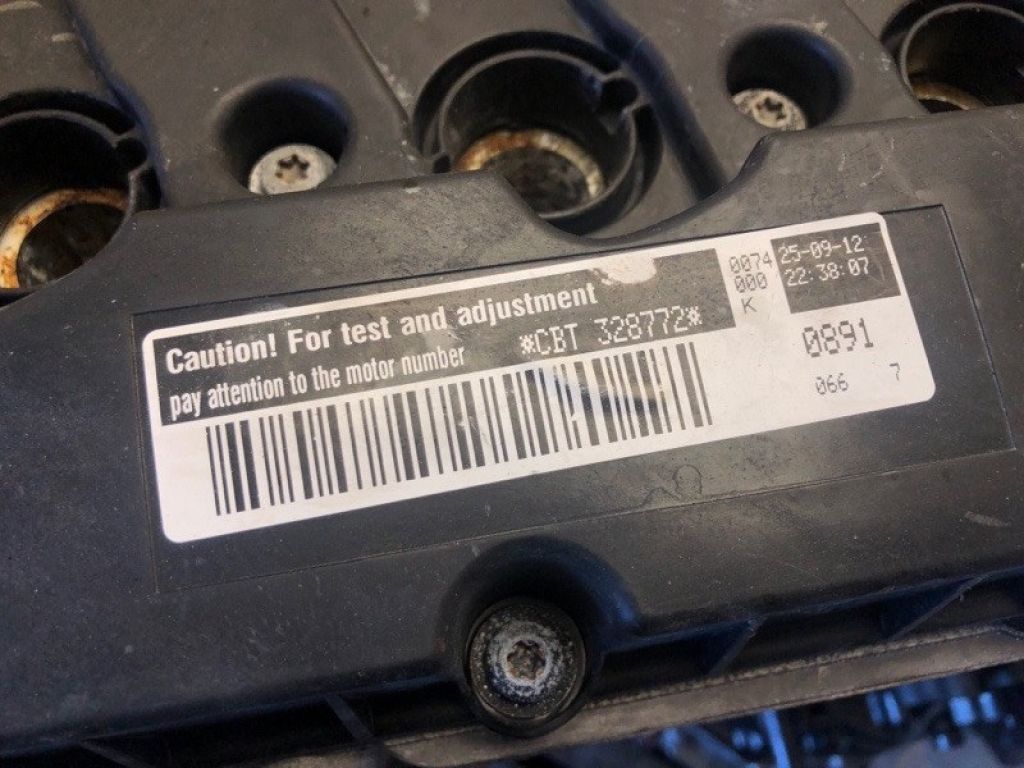 Caution! For test and adjustment
pay attention to the motor number
*CBT 328772*
0074
000
K
25-09-12
22:38:07
0891
066 7